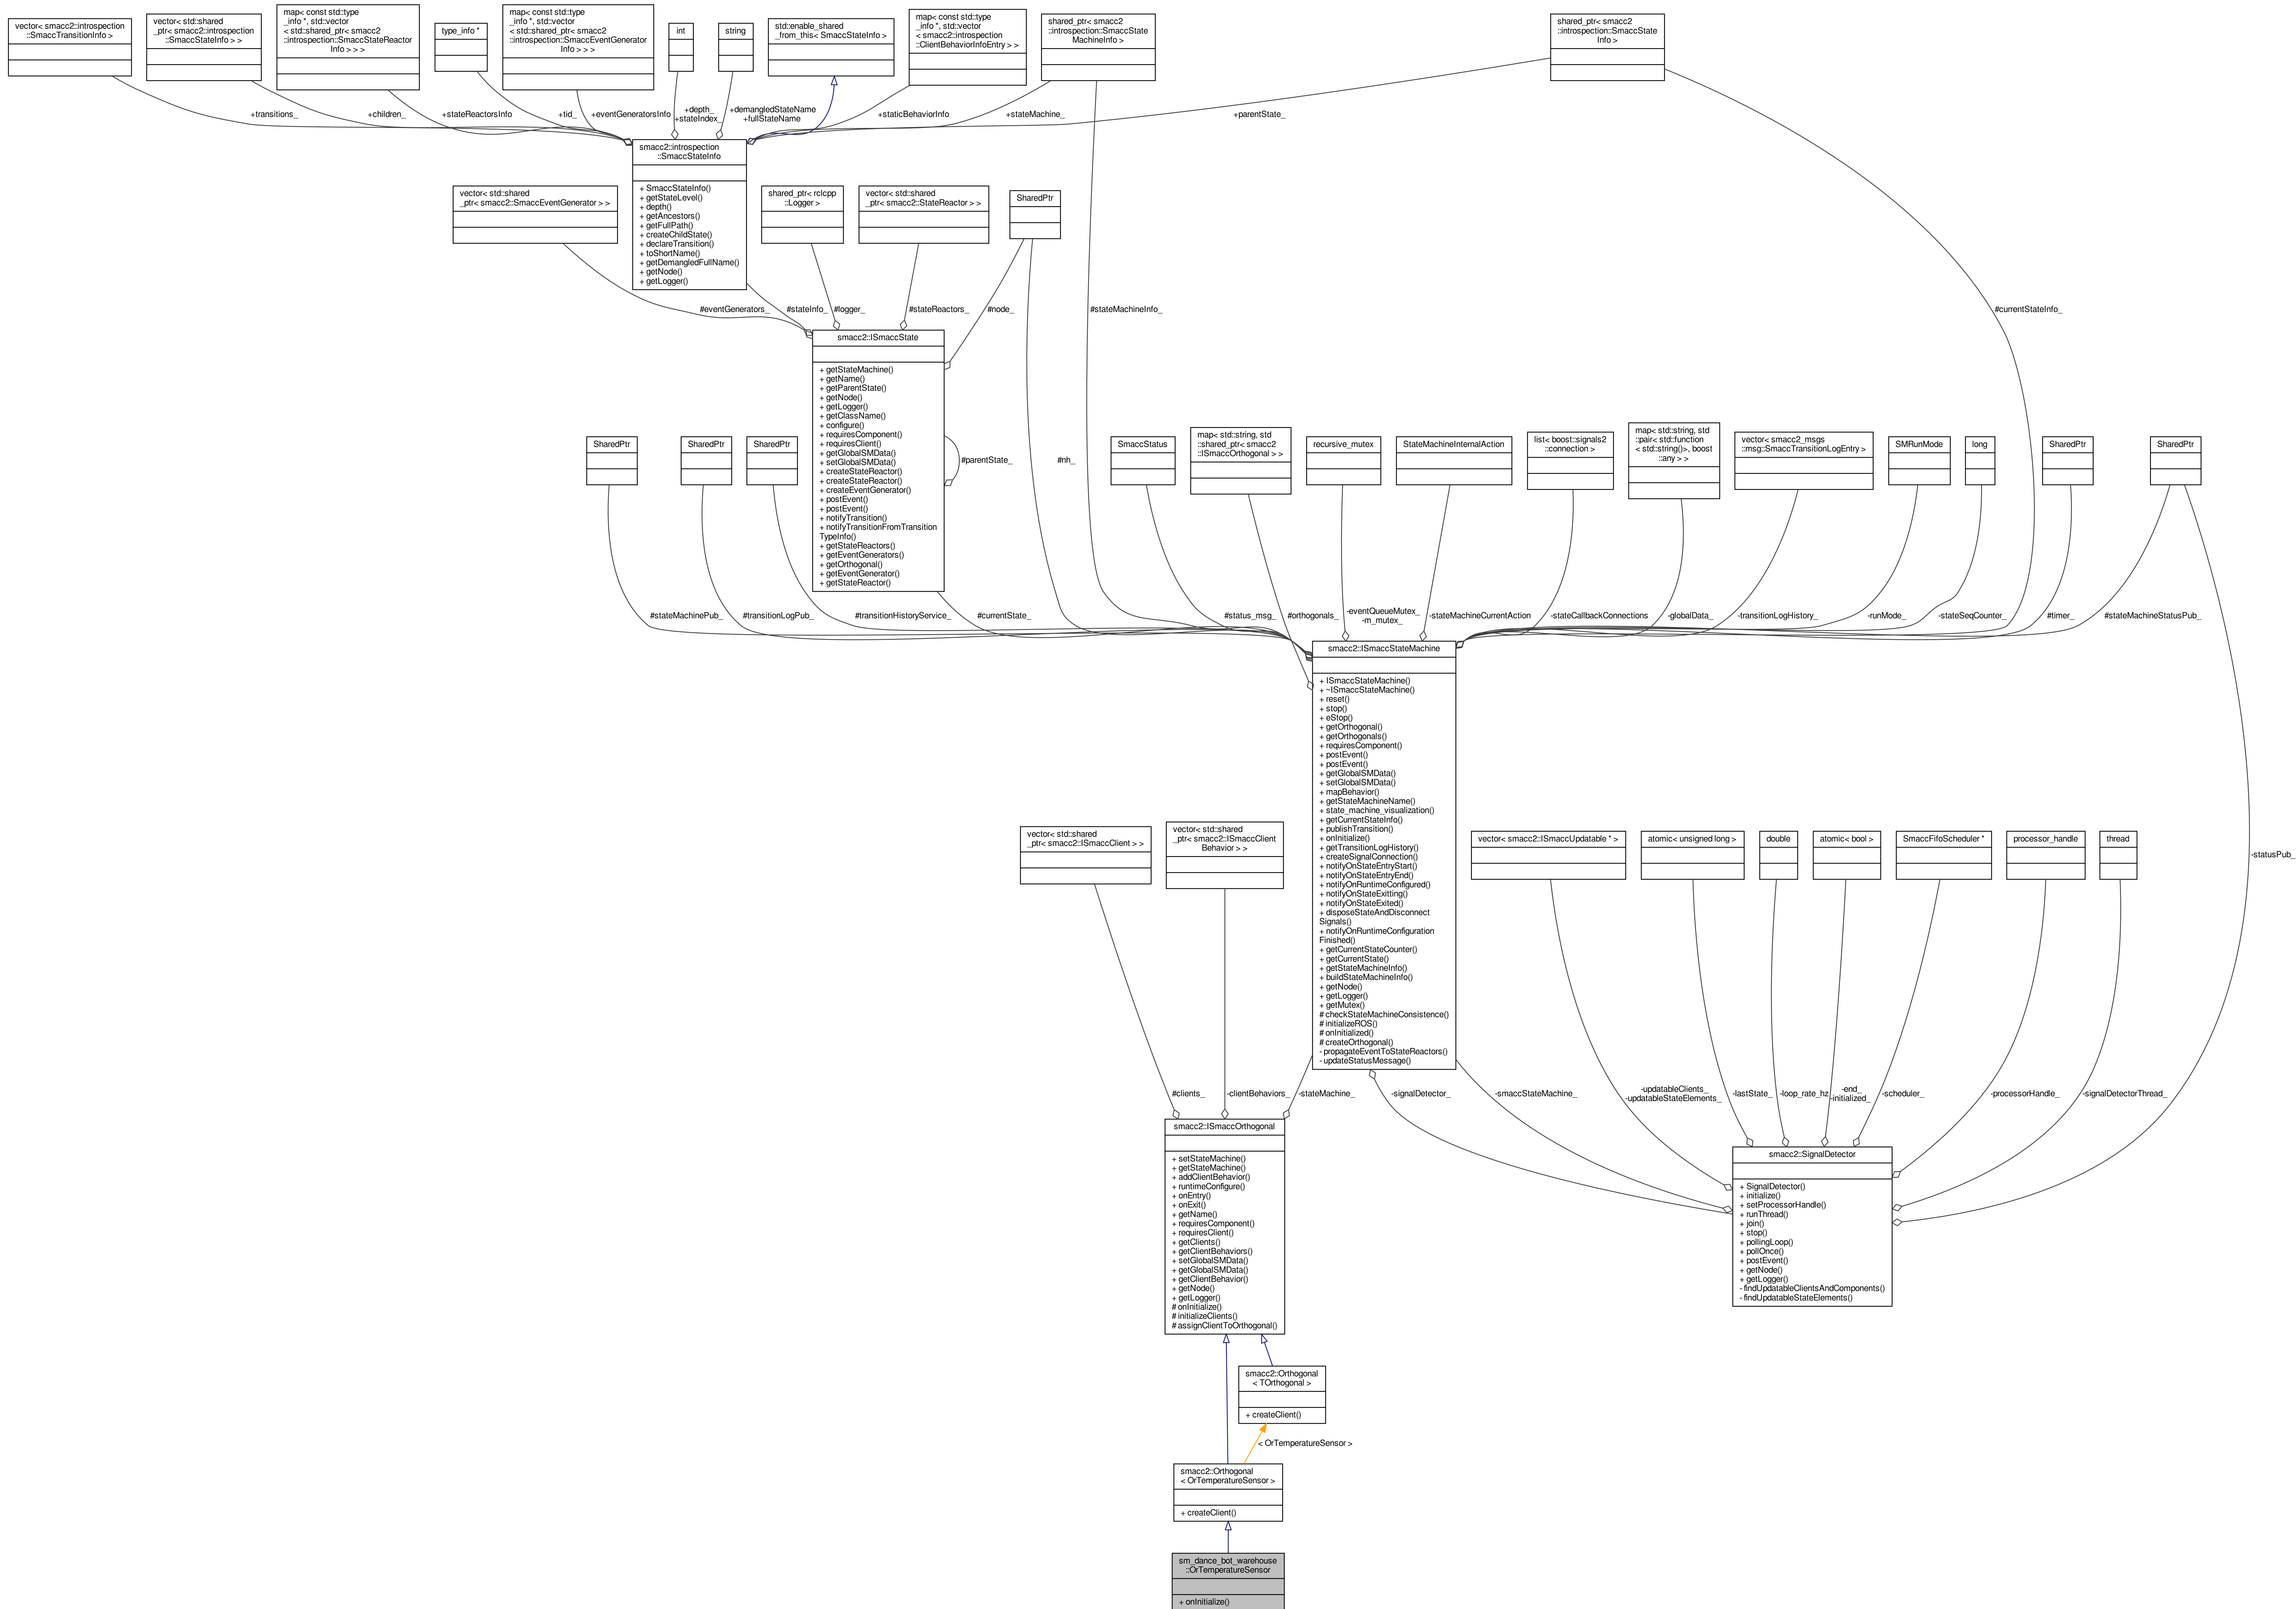 vector< smacc2::introspection
::SmaccTransitionInfo >
vector< std::shared
_ptr< smacc2::introspection
::SmaccStateInfo > >
map< const std::type
_info *, std::vector
< std::shared_ptr< smacc2
::introspection::SmaccStateReactor
Info > > >
type_info *
map< const std::type
_info *, std::vector
< std::shared_ptr< smacc2
::introspection::SmaccEventGenerator
Info > > >
int
string
std::enable_shared
_from_this< SmaccStateInfo >
map< const std::type
_info *, std::vector
< smacc2::introspection
::ClientBehaviorInfoEntry > >
shared_ptr< smacc2
::introspection::SmaccState
MachineInfo >
shared_ptr< smacc2
::introspection::SmaccState
Info >
+transitions_
+children_
+stateReactorsInfo
+tid_
+eventGeneratorsInfo
+depth_
+stateIndex_
+demangledStateName
+fullStateName
+staticBehaviorInfo
+stateMachine_
+parentState_
smacc2::introspection
::SmaccStateInfo
+ SmaccStateInfo()
+ getStateLevel()
+ depth()
+ getAncestors()
+ getFullPath()
+ createChildState()
+ declareTransition()
+ toShortName()
+ getDemangledFullName()
+ getNode()
+ getLogger()
vector< std::shared
_ptr< smacc2::SmaccEventGenerator > >
shared_ptr< rclcpp
::Logger >
vector< std::shared
_ptr< smacc2::StateReactor > >
SharedPtr
#eventGenerators_
#stateInfo_
#logger_
#stateReactors_
#node_
#stateMachineInfo_
#currentStateInfo_
smacc2::ISmaccState
+ getStateMachine()
+ getName()
+ getParentState()
+ getNode()
+ getLogger()
+ getClassName()
+ configure()
+ requiresComponent()
+ requiresClient()
+ getGlobalSMData()
+ setGlobalSMData()
+ createStateReactor()
+ createStateReactor()
+ createEventGenerator()
+ postEvent()
+ postEvent()
+ notifyTransition()
+ notifyTransitionFromTransition
TypeInfo()
+ getStateReactors()
+ getEventGenerators()
+ getOrthogonal()
+ getEventGenerator()
+ getStateReactor()
#parentState_
#nh_
SharedPtr
SharedPtr
SharedPtr
SmaccStatus
map< std::string, std
::shared_ptr< smacc2
::ISmaccOrthogonal > >
recursive_mutex
StateMachineInternalAction
list< boost::signals2
::connection >
map< std::string, std
::pair< std::function
< std::string()>, boost
::any > >
vector< smacc2_msgs
::msg::SmaccTransitionLogEntry >
SMRunMode
long
SharedPtr
SharedPtr
#stateMachinePub_
#transitionLogPub_
#transitionHistoryService_
#currentState_
#status_msg_
#orthogonals_
-eventQueueMutex_
-m_mutex_
-stateMachineCurrentAction
-stateCallbackConnections
-globalData_
-transitionLogHistory_
-runMode_
-stateSeqCounter_
#timer_
#stateMachineStatusPub_
smacc2::ISmaccStateMachine
+ ISmaccStateMachine()
+ ~ISmaccStateMachine()
+ reset()
+ stop()
+ eStop()
+ getOrthogonal()
+ getOrthogonals()
+ requiresComponent()
+ postEvent()
+ postEvent()
+ getGlobalSMData()
+ setGlobalSMData()
+ mapBehavior()
+ getStateMachineName()
+ state_machine_visualization()
+ getCurrentStateInfo()
+ publishTransition()
+ onInitialize()
+ getTransitionLogHistory()
+ createSignalConnection()
+ notifyOnStateEntryStart()
+ notifyOnStateEntryEnd()
+ notifyOnRuntimeConfigured()
+ notifyOnStateExitting()
+ notifyOnStateExited()
+ disposeStateAndDisconnect
Signals()
+ notifyOnRuntimeConfiguration
Finished()
+ getCurrentStateCounter()
+ getCurrentState()
+ getStateMachineInfo()
+ buildStateMachineInfo()
+ getNode()
+ getLogger()
+ getMutex()
# checkStateMachineConsistence()
# initializeROS()
# onInitialized()
# createOrthogonal()
- propagateEventToStateReactors()
- updateStatusMessage()
vector< std::shared
_ptr< smacc2::ISmaccClient > >
vector< std::shared
_ptr< smacc2::ISmaccClient
Behavior > >
vector< smacc2::ISmaccUpdatable * >
atomic< unsigned long >
double
atomic< bool >
SmaccFifoScheduler *
processor_handle
thread
-statusPub_
#clients_
-clientBehaviors_
-stateMachine_
-signalDetector_
-smaccStateMachine_
-updatableClients_
-updatableStateElements_
-lastState_
-loop_rate_hz
-end_
-initialized_
-scheduler_
-processorHandle_
-signalDetectorThread_
smacc2::ISmaccOrthogonal
+ setStateMachine()
+ getStateMachine()
+ addClientBehavior()
+ runtimeConfigure()
+ onEntry()
+ onExit()
+ getName()
+ requiresComponent()
+ requiresClient()
+ getClients()
+ getClientBehaviors()
+ setGlobalSMData()
+ getGlobalSMData()
+ getClientBehavior()
+ getNode()
+ getLogger()
# onInitialize()
# initializeClients()
# assignClientToOrthogonal()
smacc2::SignalDetector
+ SignalDetector()
+ initialize()
+ setProcessorHandle()
+ runThread()
+ join()
+ stop()
+ pollingLoop()
+ pollOnce()
+ postEvent()
+ getNode()
+ getLogger()
- findUpdatableClientsAndComponents()
- findUpdatableStateElements()
smacc2::Orthogonal
< TOrthogonal >
+ createClient()
< OrTemperatureSensor >
smacc2::Orthogonal
< OrTemperatureSensor >
+ createClient()
sm_dance_bot_warehouse
::OrTemperatureSensor
+ onInitialize()